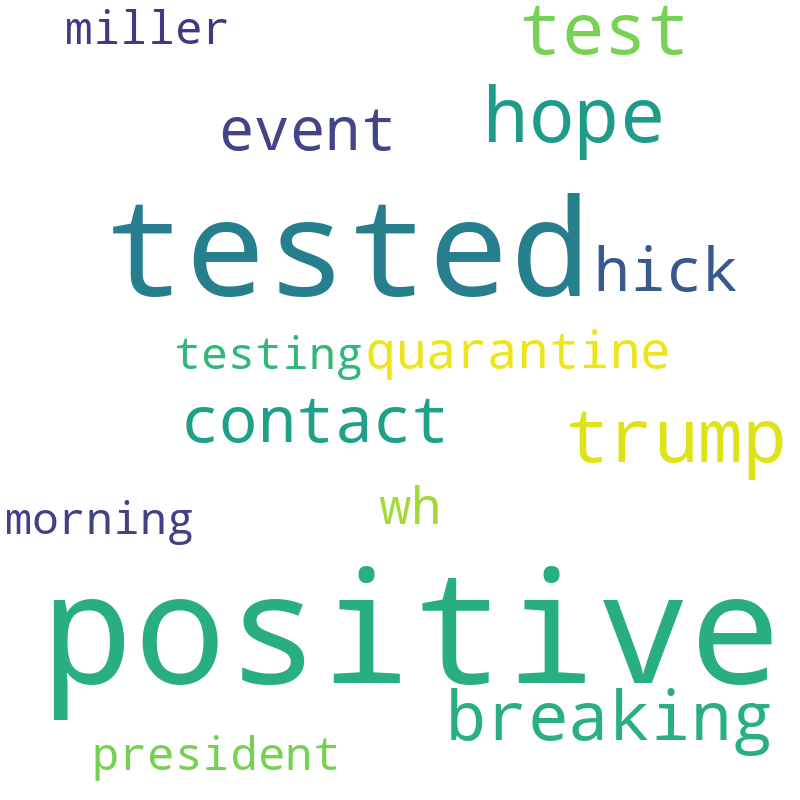 miller
test
event
hope
tested
hick
testing
quarantine
contact
trump
morning
wh
positive
breaking
president